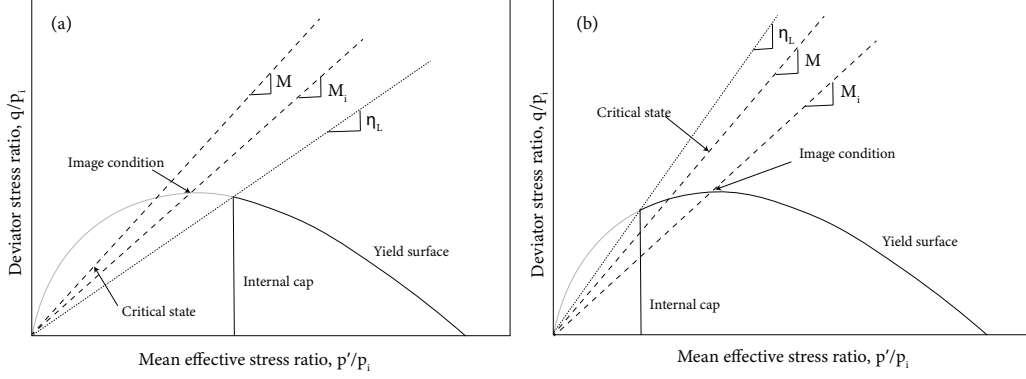 (a)
M
M_i
η_L
Image condition
Critical state
Internal cap
Yield surface
Deviator stress ratio, q/p_i
Mean effective stress ratio, p'/p_i
(b)
η_L
M
M_i
Critical state
Image condition
Yield surface
Internal cap
Deviator stress ratio, q/p_i
Mean effective stress ratio, p'/p_i